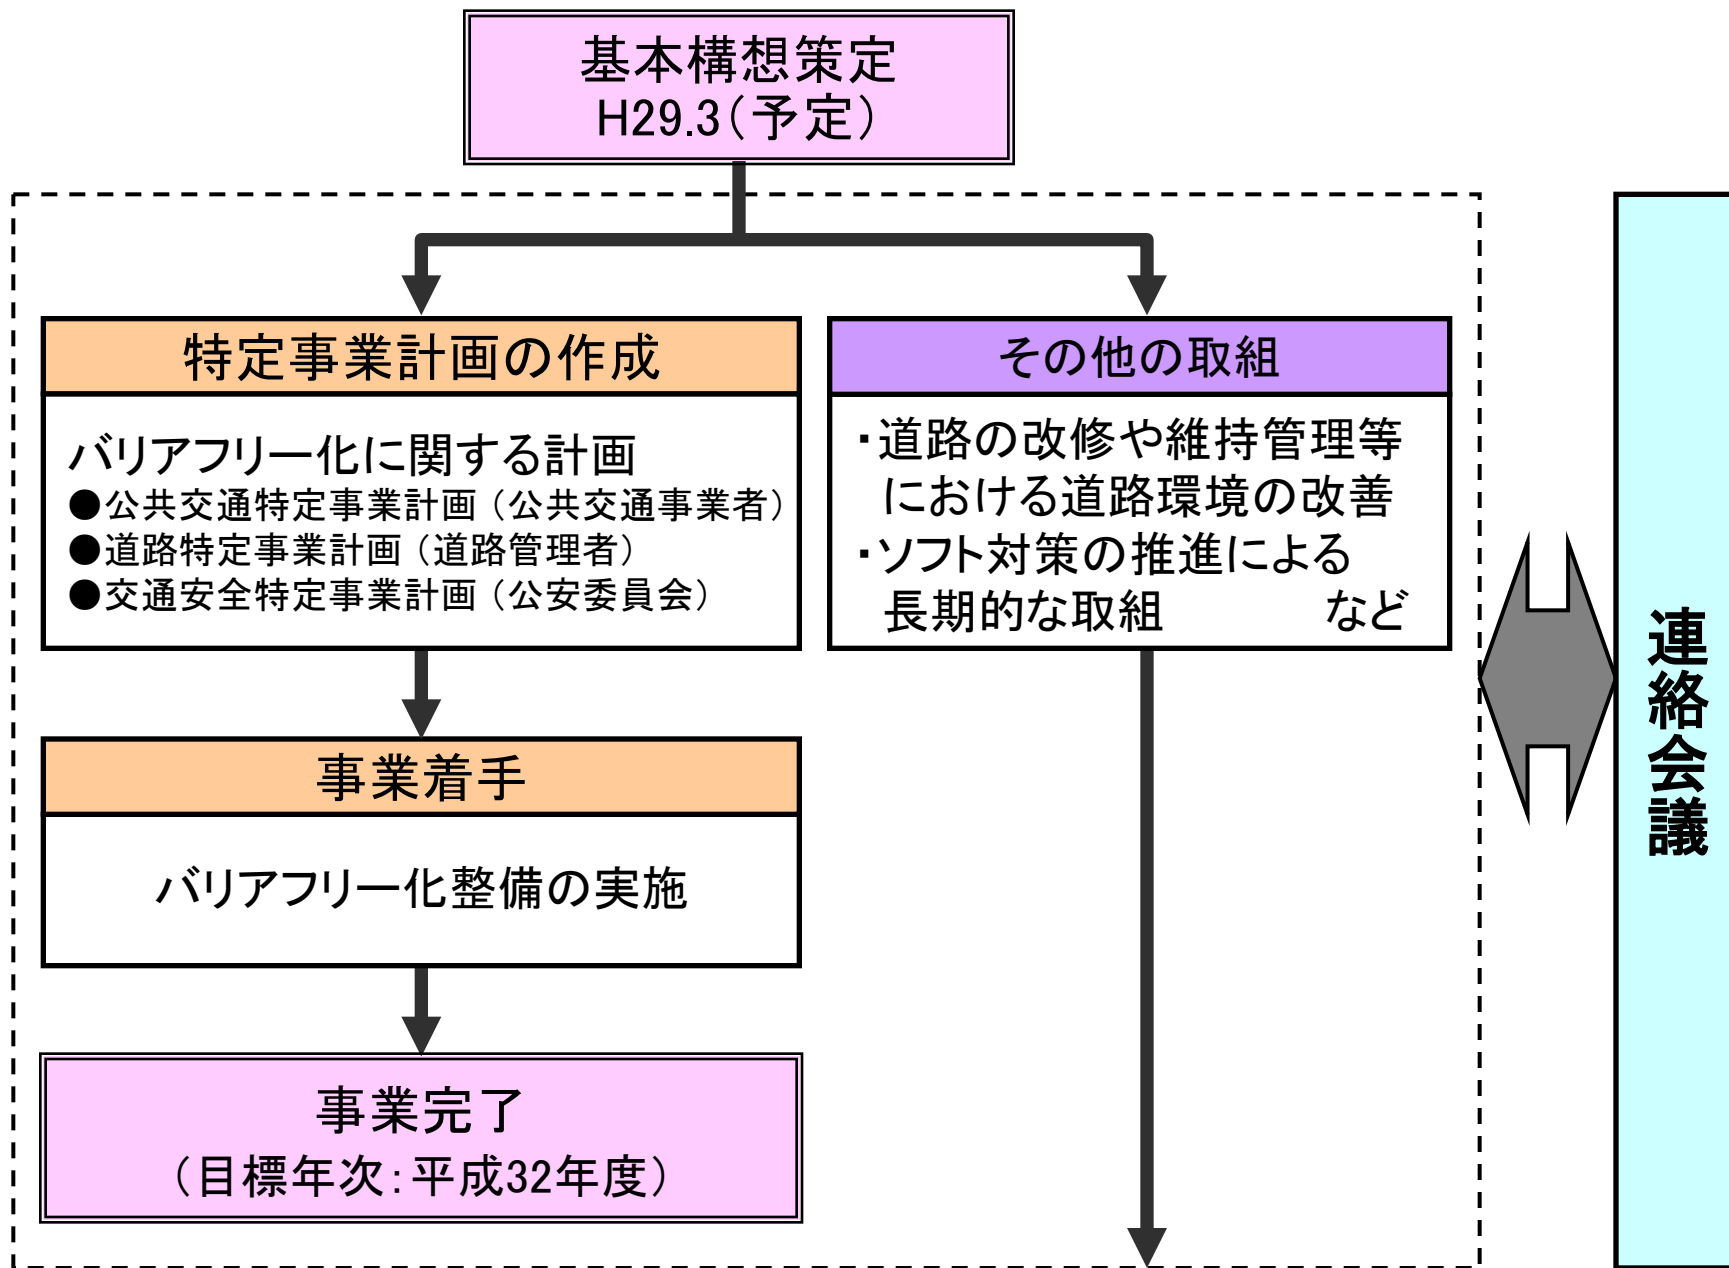 基本構想策定
H29.3（予定）
特定事業計画の作成
バリアフリー化に関する計画
●公共交通特定事業計画（公共交通事業者）
●道路特定事業計画（道路管理者）
●交通安全特定事業計画（公安委員会）
その他の取組
・道路の改修や維持管理等
における道路環境の改善
・ソフト対策の推進による
長期的な取組　　　など
事業着手
バリアフリー化整備の実施
事業完了
（目標年次：平成32年度）
連絡会議